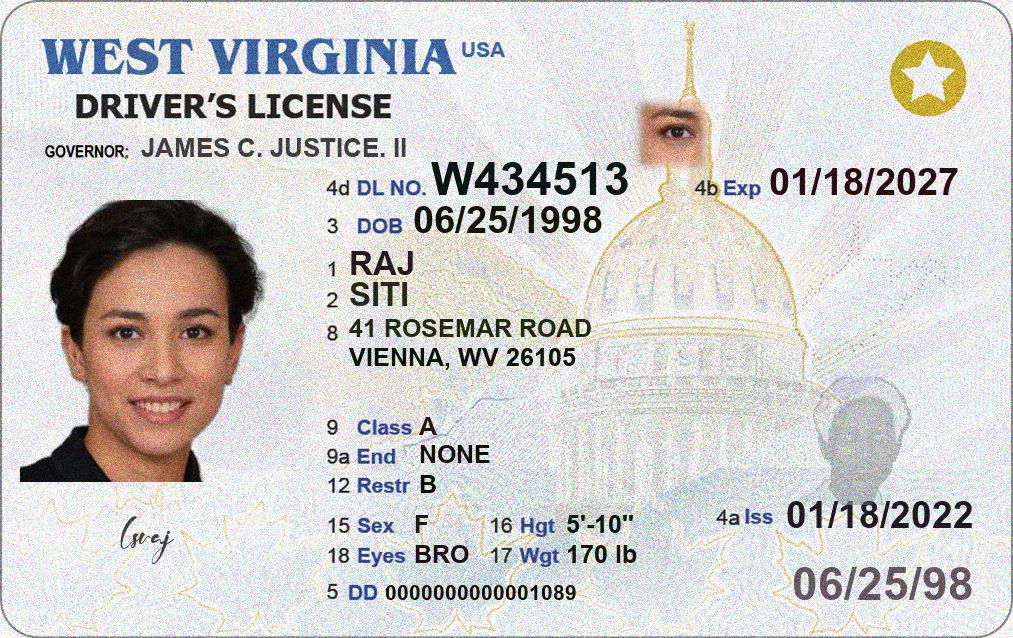 WEST VIRGINIA USA
DRIVER'S LICENSE
GOVERNOR: JAMES C. JUSTICE. II
4d DL NO. W434513 4b Exp 01/18/2027
3 DOB 06/25/1998
1 RAJ
2 SITI
8 41 ROSEMAR ROAD
VIENNA, WV 26105
9 Class A
9a End NONE
12 Restr B
15 Sex F 16 Hgt 5'-10" 4a Iss 01/18/2022
18 Eyes BRO 17 Wgt 170 lb
5 DD 0000000000001089
06/25/98